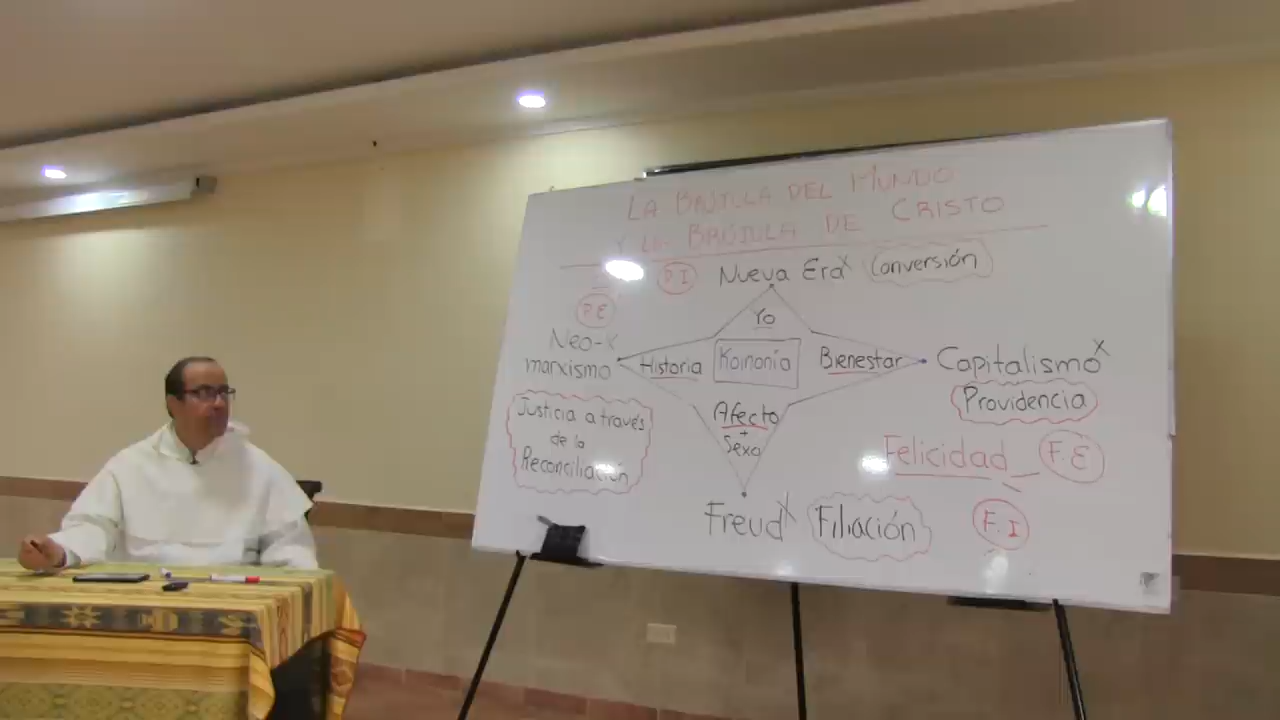 LA BRÚJULA DEL MUNDO
Y LA BRÚJULA DE CRISTO
P.I
Nueva Era x
Conversión
P.E
Yo
Neo- x
marxismo
Historia
Koinonía
Bienestar
Capitalismo x
Providencia
Justicia a través
de la
Reconciliación
Afecto
+
Sexo
Felicidad
F.E
Freud x
Filiación
F.I